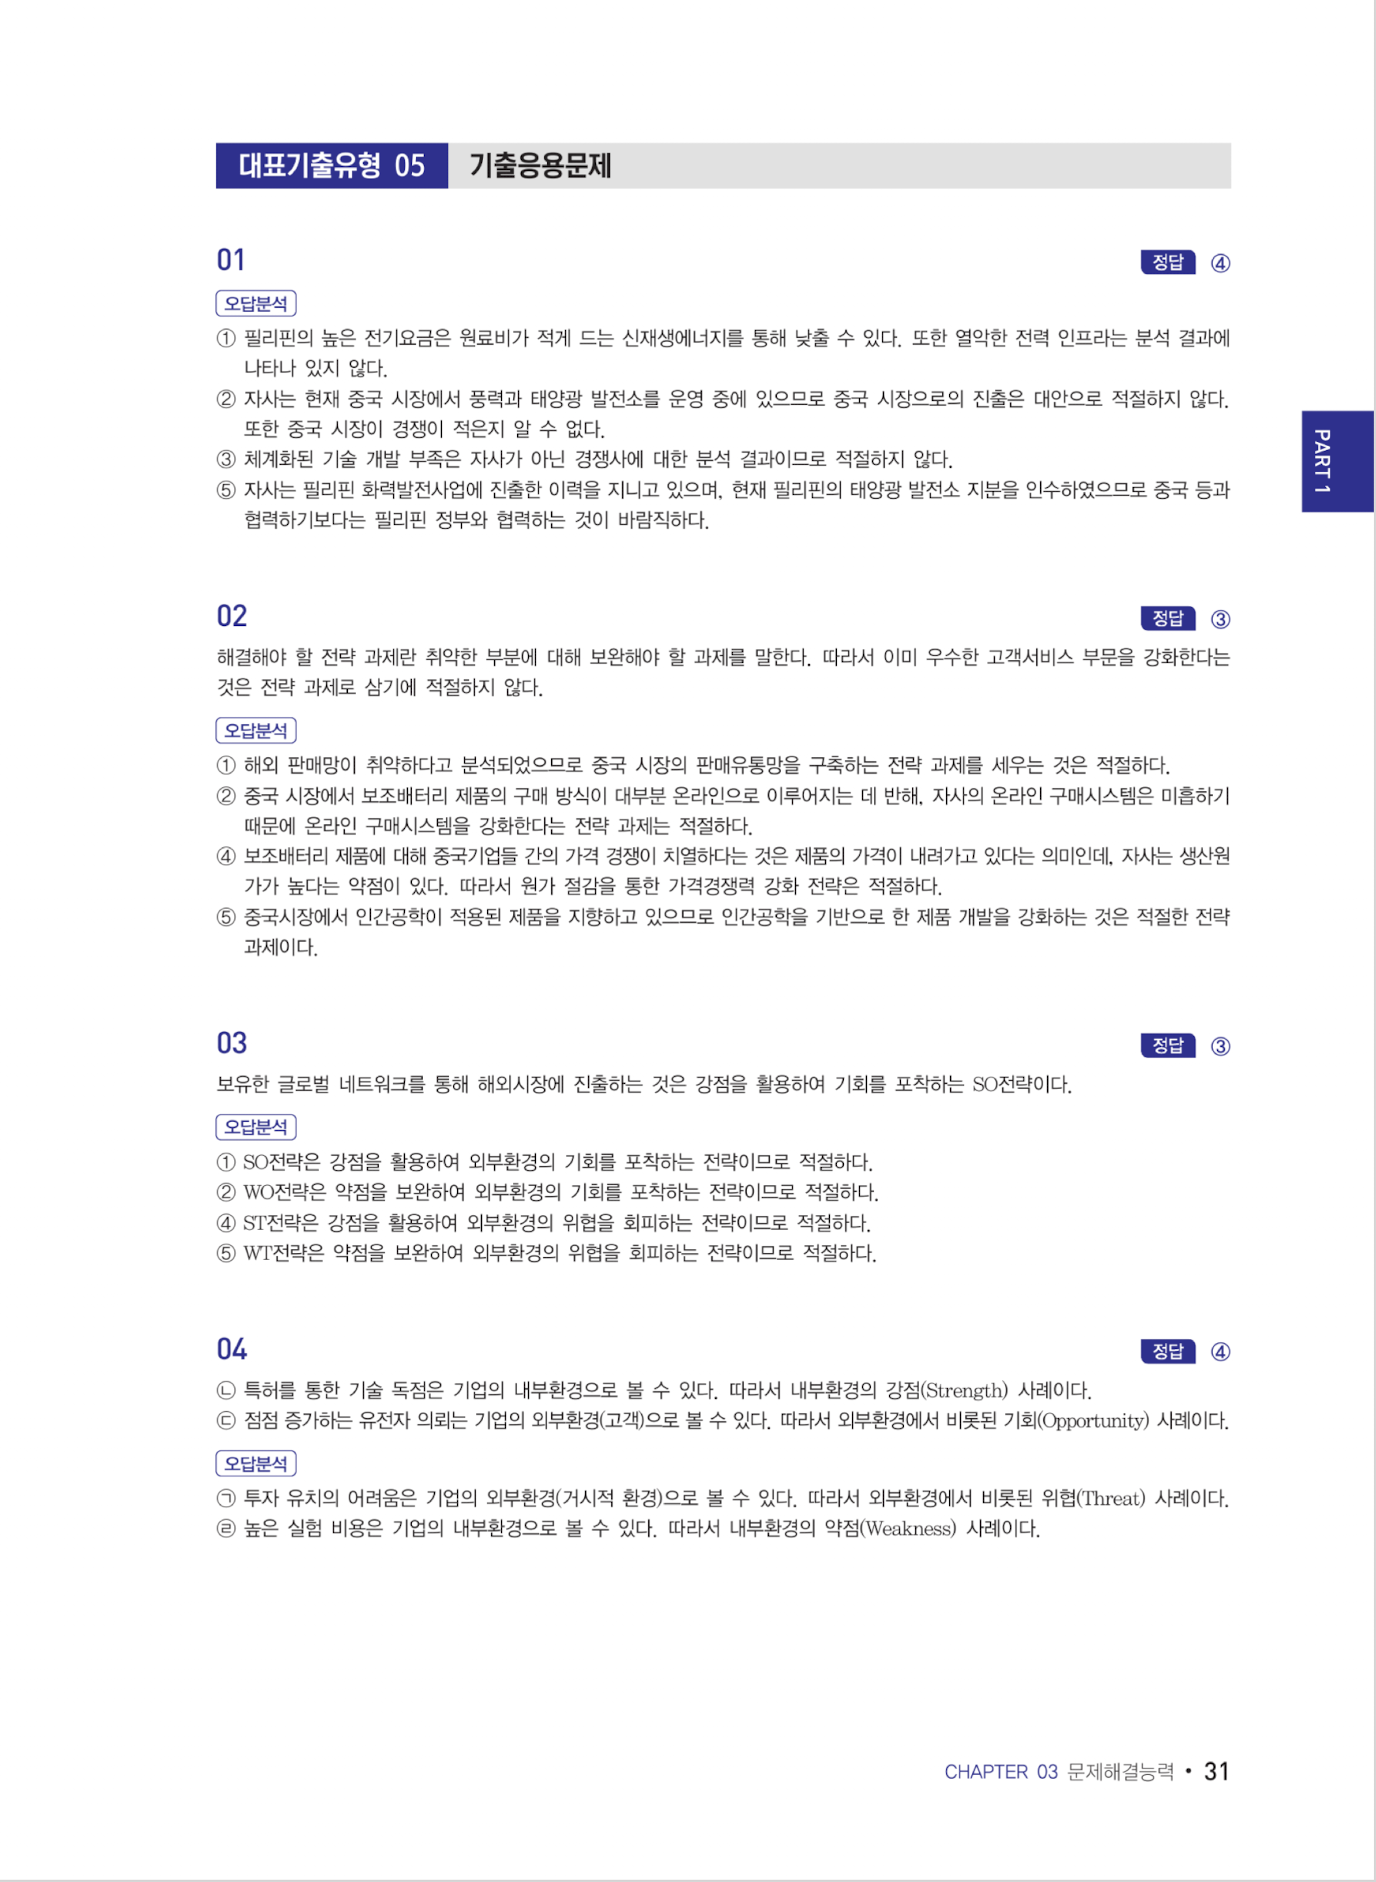 대표기출유형 05 기출응용문제
01 정답 ④
오답분석
① 필리핀의 높은 전기요금은 원료비가 적게 드는 신재생에너지를 통해 낮출 수 있다. 또한 열악한 전력 인프라는 분석 결과에
나타나 있지 않다.
② 자사는 현재 중국 시장에서 풍력과 태양광 발전소를 운영 중에 있으므로 중국 시장으로의 진출은 대안으로 적절하지 않다.
또한 중국 시장이 경쟁이 적은지 알 수 없다.
③ 체계화된 기술 개발 부족은 자사가 아닌 경쟁사에 대한 분석 결과이므로 적절하지 않다.
⑤ 자사는 필리핀 화력발전사업에 진출한 이력을 지니고 있으며, 현재 필리핀의 태양광 발전소 지분을 인수하였으므로 중국 등과
협력하기보다는 필리핀 정부와 협력하는 것이 바람직하다.
PART 1
02 정답 ③
해결해야 할 전략 과제란 취약한 부분에 대해 보완해야 할 과제를 말한다. 따라서 이미 우수한 고객서비스 부문을 강화한다는
것은 전략 과제로 삼기에 적절하지 않다.
오답분석
① 해외 판매망이 취약하다고 분석되었으므로 중국 시장의 판매유통망을 구축하는 전략 과제를 세우는 것은 적절하다.
② 중국 시장에서 보조배터리 제품의 구매 방식이 대부분 온라인으로 이루어지는 데 반해, 자사의 온라인 구매시스템은 미흡하기
때문에 온라인 구매시스템을 강화한다는 전략 과제는 적절하다.
④ 보조배터리 제품에 대해 중국기업들 간의 가격 경쟁이 치열하다는 것은 제품의 가격이 내려가고 있다는 의미인데, 자사는 생산원
가가 높다는 약점이 있다. 따라서 원가 절감을 통한 가격경쟁력 강화 전략은 적절하다.
⑤ 중국시장에서 인간공학이 적용된 제품을 지향하고 있으므로 인간공학을 기반으로 한 제품 개발을 강화하는 것은 적절한 전략
과제이다.
03 정답 ③
보유한 글로벌 네트워크를 통해 해외시장에 진출하는 것은 강점을 활용하여 기회를 포착하는 SO전략이다.
오답분석
① SO전략은 강점을 활용하여 외부환경의 기회를 포착하는 전략이므로 적절하다.
② WO전략은 약점을 보완하여 외부환경의 기회를 포착하는 전략이므로 적절하다.
④ ST전략은 강점을 활용하여 외부환경의 위협을 회피하는 전략이므로 적절하다.
⑤ WT전략은 약점을 보완하여 외부환경의 위협을 회피하는 전략이므로 적절하다.
04 정답 ④
㉡ 특허를 통한 기술 독점은 기업의 내부환경으로 볼 수 있다. 따라서 내부환경의 강점(Strength) 사례이다.
㉢ 점점 증가하는 유전자 의뢰는 기업의 외부환경(고객)으로 볼 수 있다. 따라서 외부환경에서 비롯된 기회(Opportunity) 사례이다.
오답분석
㉠ 투자 유치의 어려움은 기업의 외부환경(거시적 환경)으로 볼 수 있다. 따라서 외부환경에서 비롯된 위협(Threat) 사례이다.
㉣ 높은 실험 비용은 기업의 내부환경으로 볼 수 있다. 따라서 내부환경의 약점(Weakness) 사례이다.
CHAPTER 03 문제해결능력 • 31